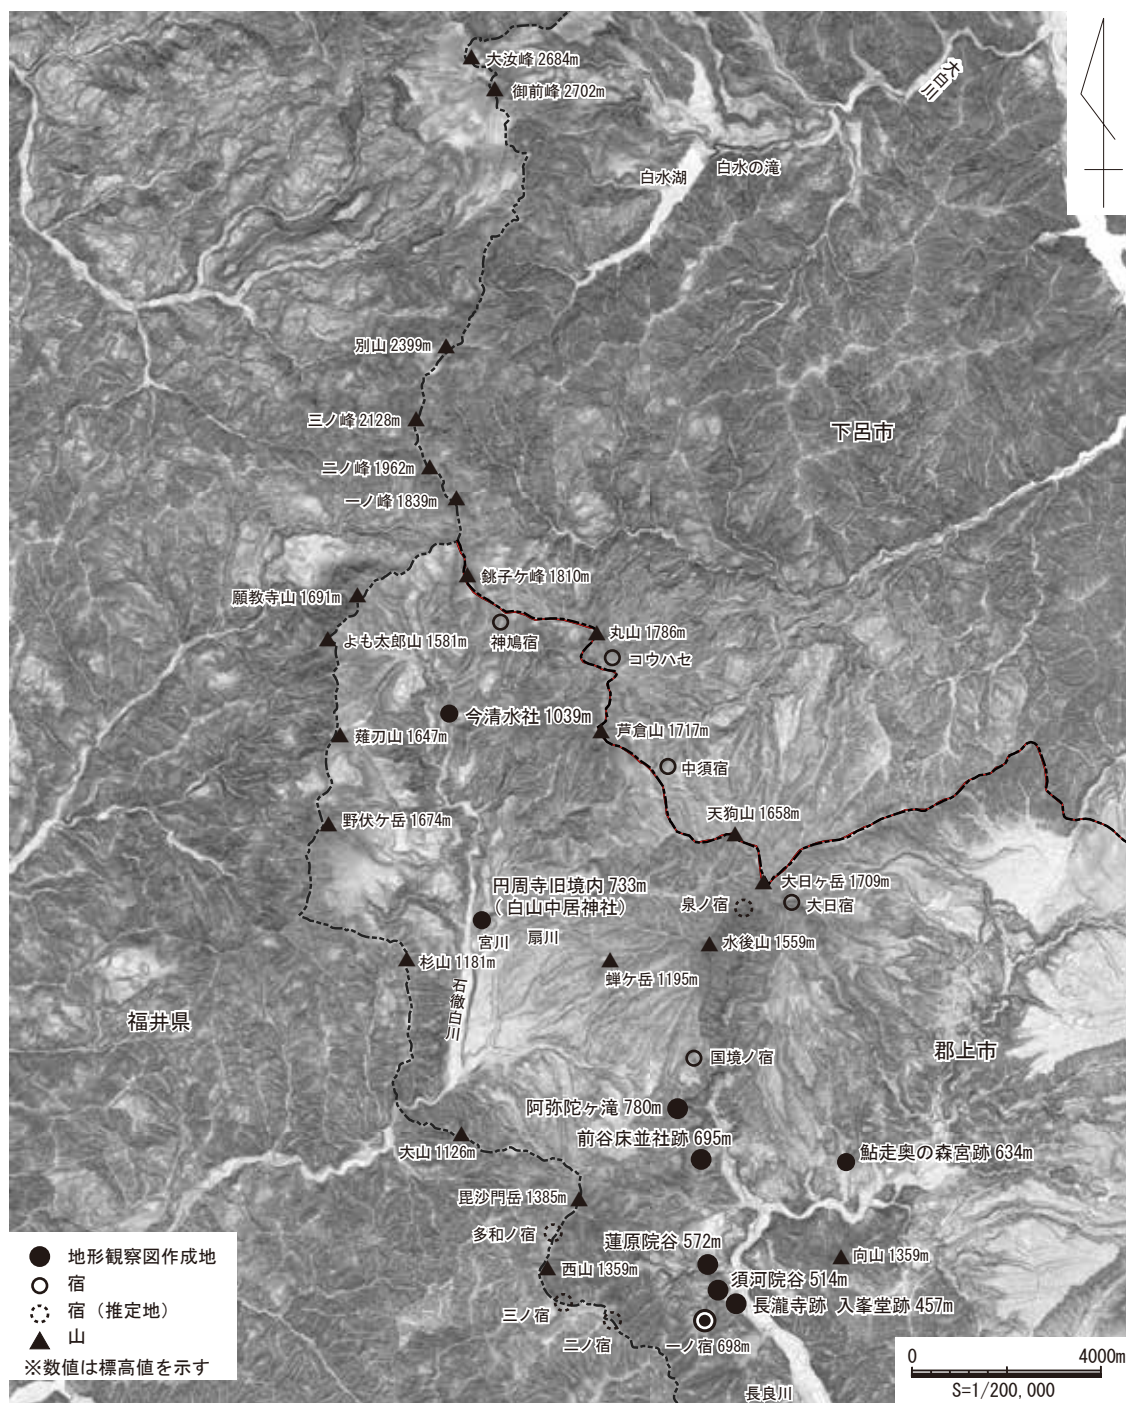 大汝峰 2684m
御前峰 2702m
大白川
白水の滝
白水湖
別山 2399m
三ノ峰 2128m
下呂市
二ノ峰 1962m
一ノ峰 1839m
銚子ケ峰 1810m
願教寺山 1691m
丸山 1786m
よも太郎山 1581m
神鳩宿
コウハセ
今清水社 1039m
芦倉山 1717m
薙刀山 1647m
中須宿
天狗山 1658m
野伏ケ岳 1674m
大日ヶ岳 1709m
円周寺旧境内 733m
（白山中居神社）
泉ノ宿
大日宿
宮川
扇川
水後山 1559m
杉山 1181m
蝉ケ岳 1195m
石徹白川
福井県
郡上市
国境ノ宿
阿弥陀ヶ滝 780m
前谷床並社跡 695m
大山 1126m
鮎走奥の森宮跡 634m
毘沙門岳 1385m
多和ノ宿
蓮原院谷 572m
向山 1359m
西山 1359m
須河院谷 514m
長瀧寺跡 入峯堂跡 457m
三ノ宿
二ノ宿
一ノ宿 698m
長良川
地形観察図作成地
宿
宿（推定地）
山
※数値は標高値を示す
0 4000m
S=1/200,000